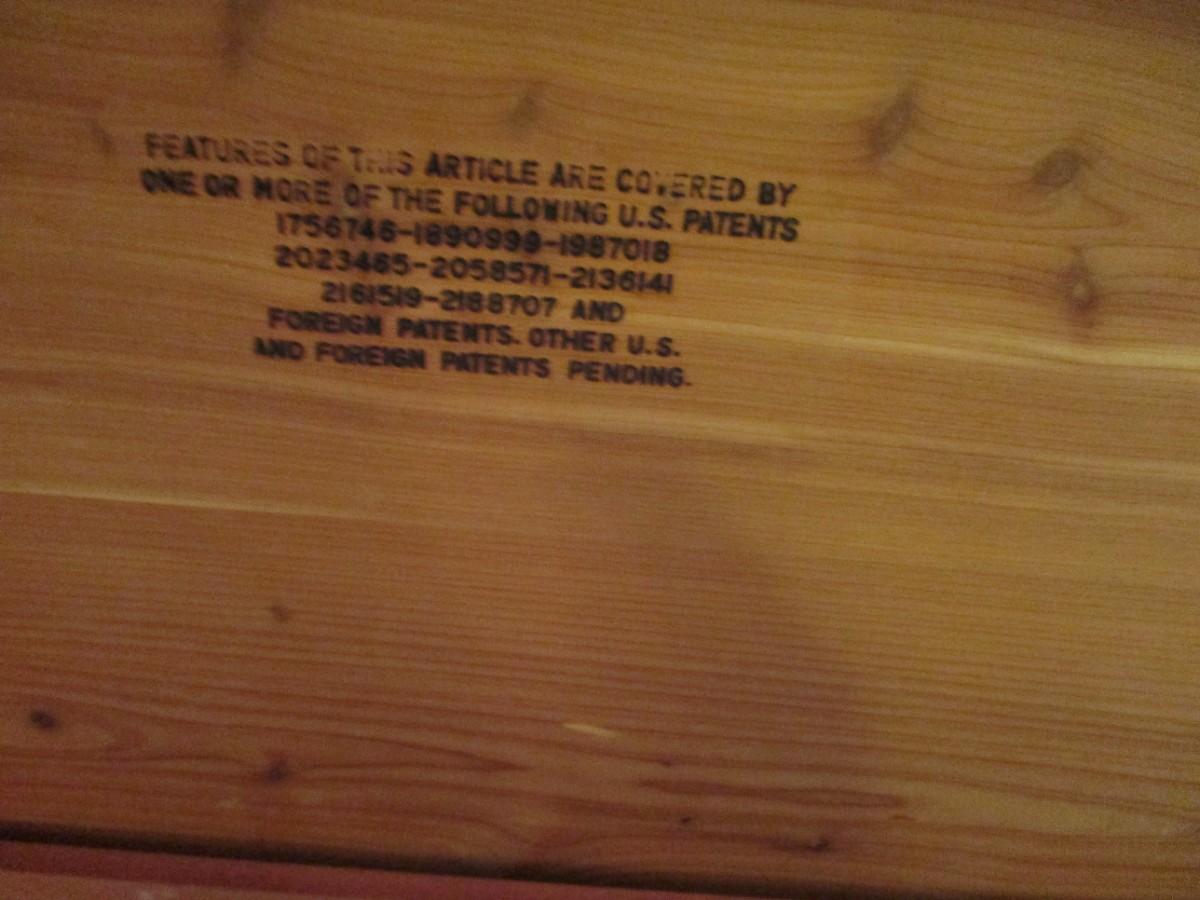 FEATURES OF THIS ARTICLE ARE COVERED BY
ONE OR MORE OF THE FOLLOWING U.S. PATENTS
1756746-1890999-1987018
2023465-2058571-2136141
2161519-2188707 AND
FOREIGN PATENTS. OTHER U.S.
AND FOREIGN PATENTS PENDING.